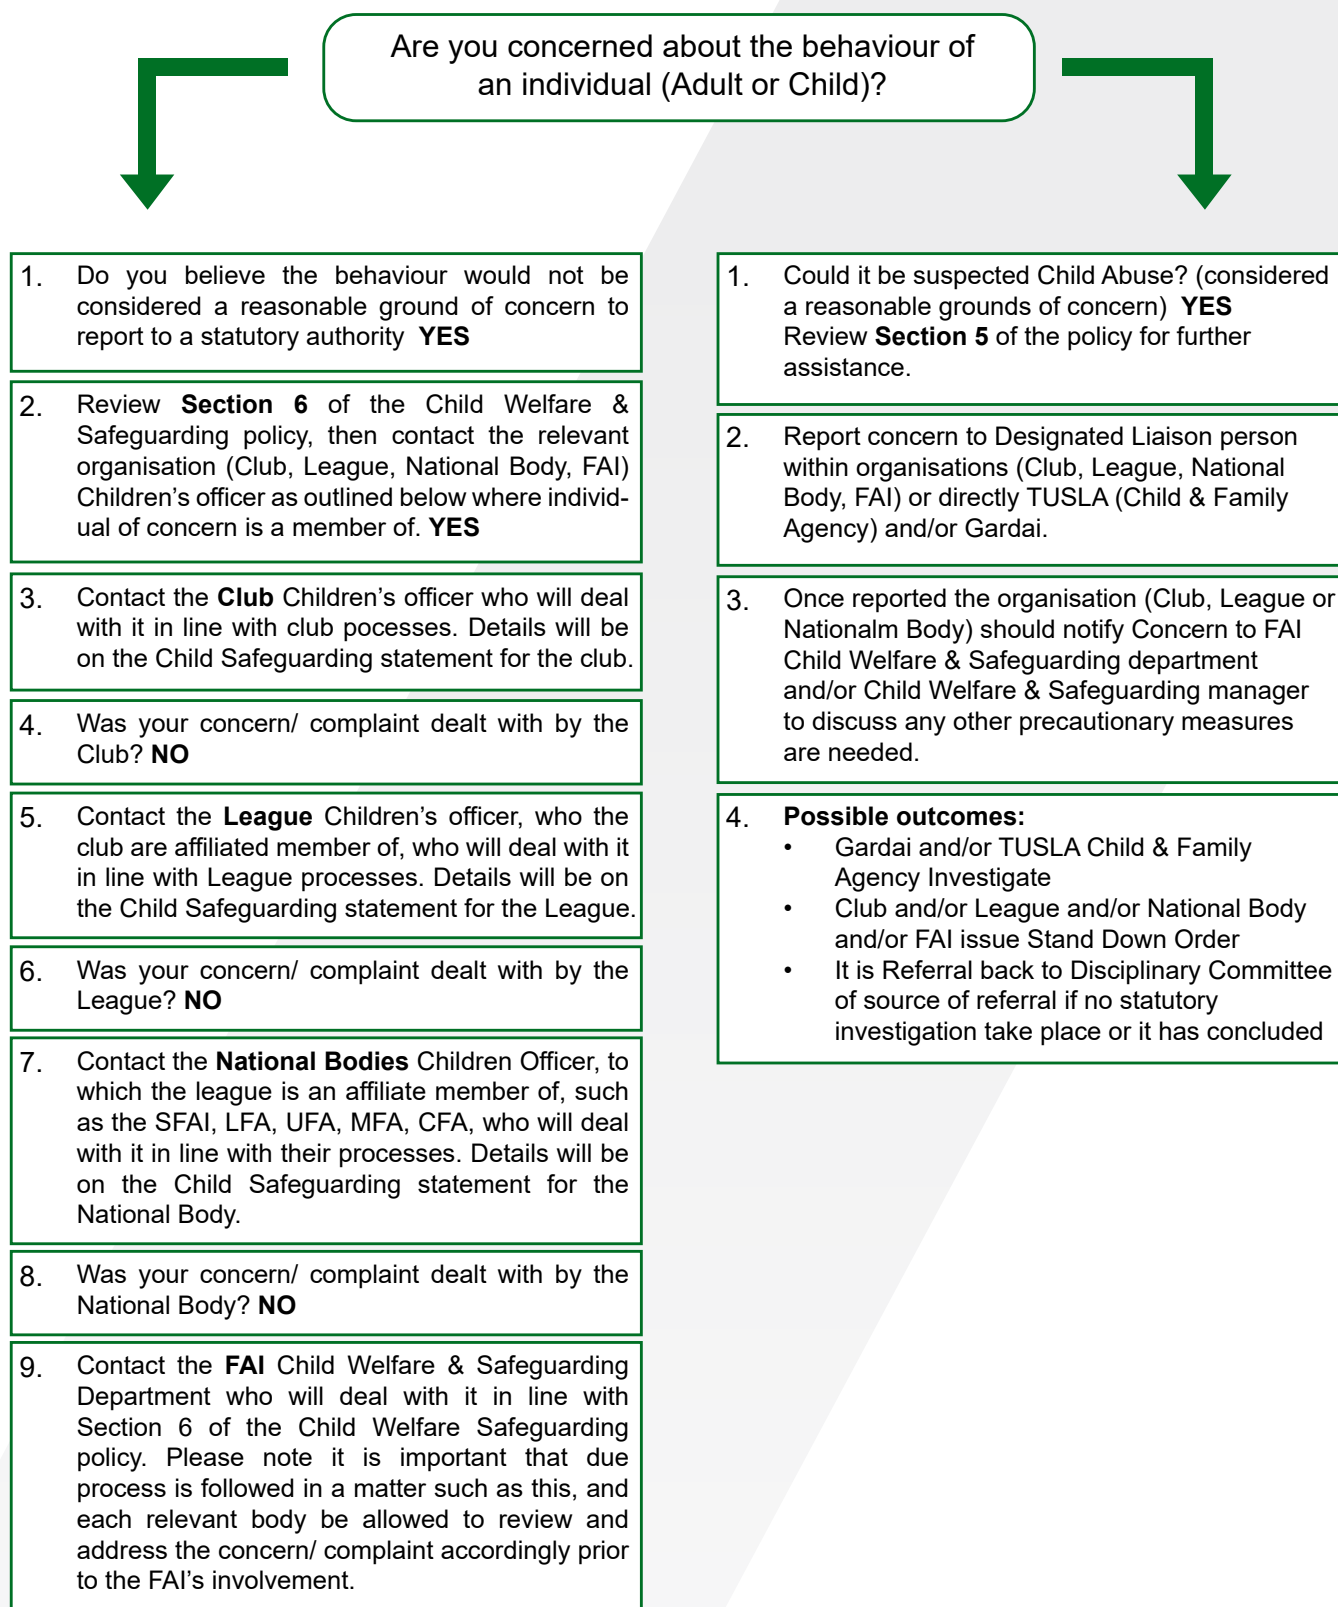 Are you concerned about the behaviour of
an individual (Adult or Child)?
1. Do you believe the behaviour would not be
considered a reasonable ground of concern to
report to a statutory authority YES
2. Review Section 6 of the Child Welfare &
Safeguarding policy, then contact the relevant
organisation (Club, League, National Body, FAI)
Children's officer as outlined below where individ-
ual of concern is a member of. YES
3. Contact the Club Children's officer who will deal
with it in line with club pocesses. Details will be
on the Child Safeguarding statement for the club.
4. Was your concern/ complaint dealt with by the
Club? NO
5. Contact the League Children's officer, who the
club are affiliated member of, who will deal with it
in line with League processes. Details will be on
the Child Safeguarding statement for the League.
6. Was your concern/ complaint dealt with by the
League? NO
7. Contact the National Bodies Children Officer, to
which the league is an affiliate member of, such
as the SFAI, LFA, UFA, MFA, CFA, who will deal
with it in line with their processes. Details will be
on the Child Safeguarding statement for the
National Body.
8. Was your concern/ complaint dealt with by the
National Body? NO
9. Contact the FAI Child Welfare & Safeguarding
Department who will deal with it in line with
Section 6 of the Child Welfare Safeguarding
policy. Please note it is important that due
process is followed in a matter such as this, and
each relevant body be allowed to review and
address the concern/ complaint accordingly prior
to the FAI's involvement.
1. Could it be suspected Child Abuse? (considered
a reasonable grounds of concern) YES
Review Section 5 of the policy for further
assistance.
2. Report concern to Designated Liaison person
within organisations (Club, League, National
Body, FAI) or directly TUSLA (Child & Family
Agency) and/or Gardai.
3. Once reported the organisation (Club, League or
Nationalm Body) should notify Concern to FAI
Child Welfare & Safeguarding department
and/or Child Welfare & Safeguarding manager
to discuss any other precautionary measures
are needed.
4. Possible outcomes:
• Gardai and/or TUSLA Child & Family
Agency Investigate
• Club and/or League and/or National Body
and/or FAI issue Stand Down Order
• It is Referral back to Disciplinary Committee
of source of referral if no statutory
investigation take place or it has concluded